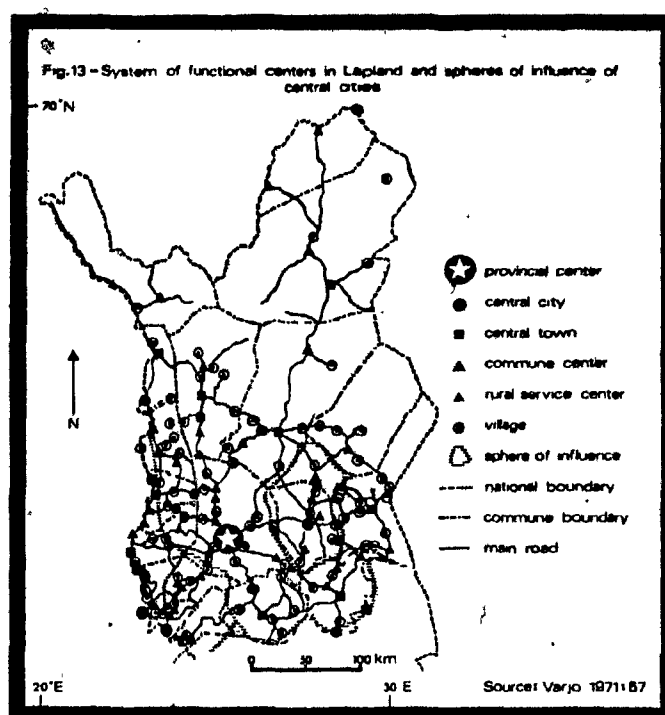 Fig.13 - System of functional centers in Lapland and spheres of influence of
central cities
70°N
provincial center
central city
central town
commune center
rural service center
village
sphere of influence
national boundary
commune boundary
main road
N
0 50 100 km
20°E
30 E
Source: Varjo 1971:67